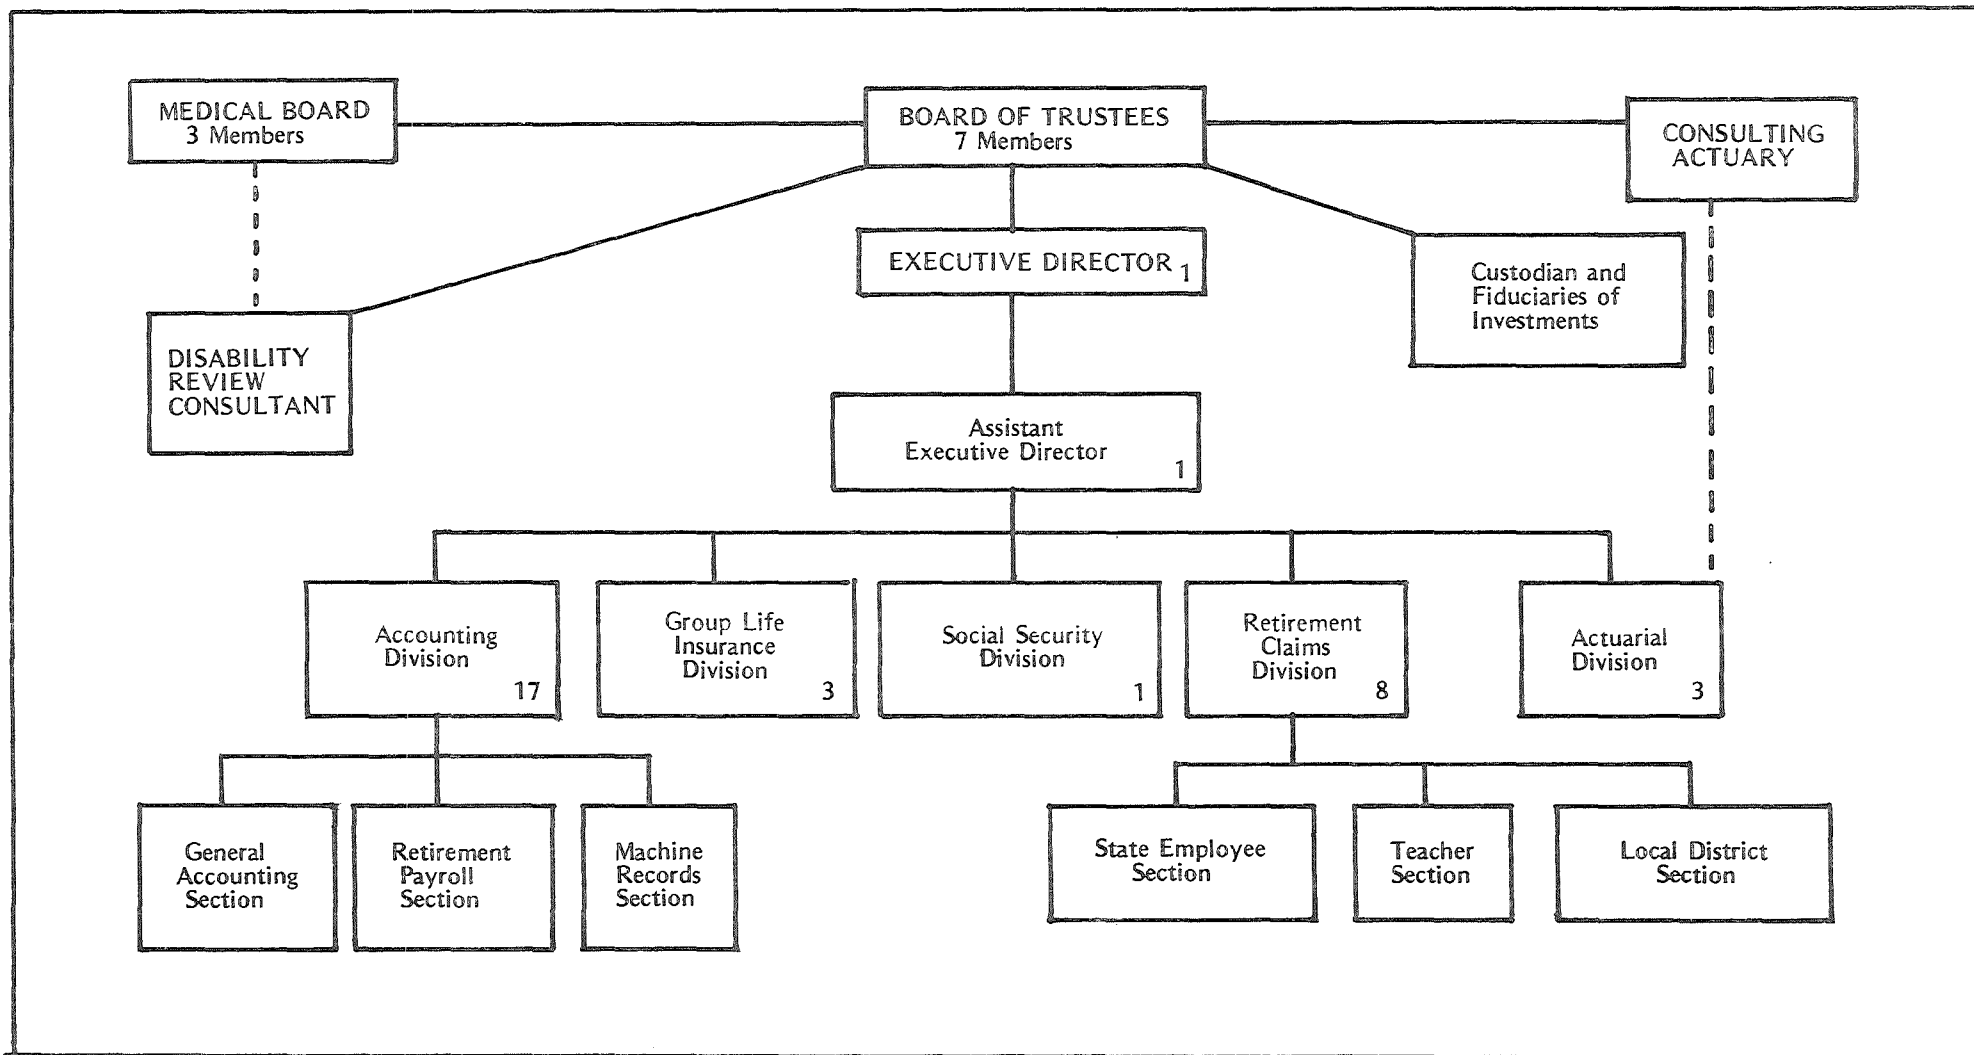 MEDICAL BOARD
3 Members
BOARD OF TRUSTEES
7 Members
CONSULTING
ACTUARY
EXECUTIVE DIRECTOR 1
Custodian and
Fiduciaries of
Investments
DISABILITY
REVIEW
CONSULTANT
Assistant
Executive Director
1
Accounting
Division
17
Group Life
Insurance
Division
3
Social Security
Division
1
Retirement
Claims
Division
8
Actuarial
Division
3
General
Accounting
Section
Retirement
Payroll
Section
Machine
Records
Section
State Employee
Section
Teacher
Section
Local District
Section